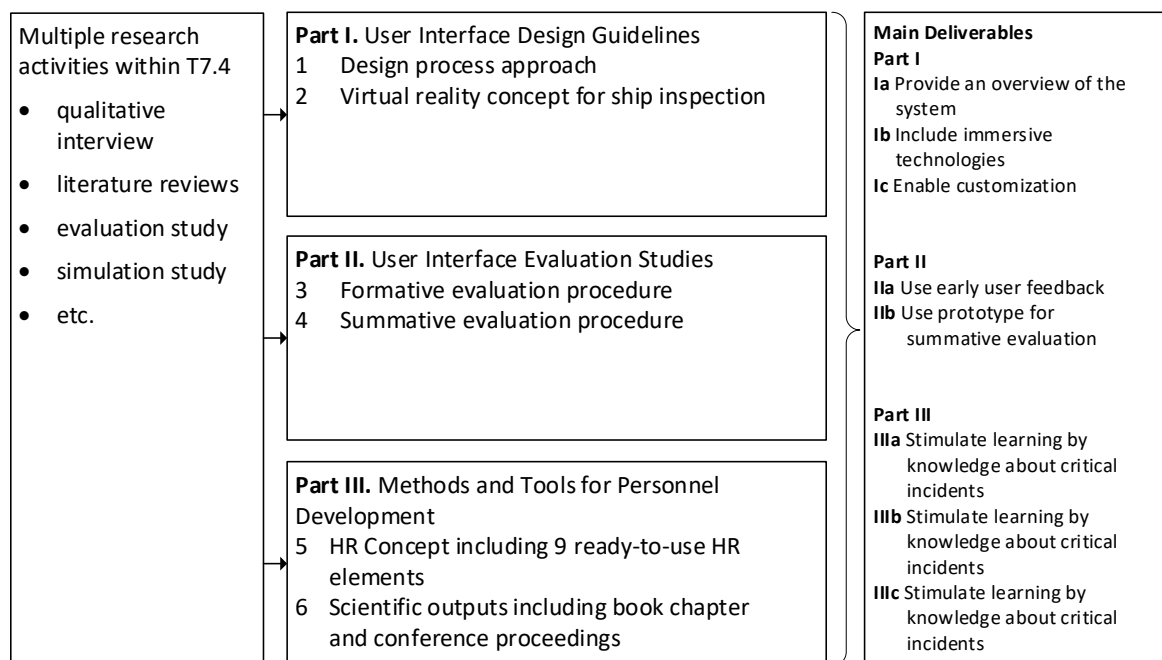 Multiple research
activities within T7.4
• qualitative
interview
• literature reviews
• evaluation study
• simulation study
• etc.
Part I. User Interface Design Guidelines
1 Design process approach
2 Virtual reality concept for ship inspection
Part II. User Interface Evaluation Studies
3 Formative evaluation procedure
4 Summative evaluation procedure
Part III. Methods and Tools for Personnel
Development
5 HR Concept including 9 ready-to-use HR
elements
6 Scientific outputs including book chapter
and conference proceedings
Main Deliverables
Part I
Ia Provide an overview of the
system
Ib Include immersive
technologies
Ic Enable customization
Part II
IIa Use early user feedback
IIb Use prototype for
summative evaluation
Part III
IIIa Stimulate learning by
knowledge about critical
incidents
IIIb Stimulate learning by
knowledge about critical
incidents
IIIc Stimulate learning by
knowledge about critical
incidents